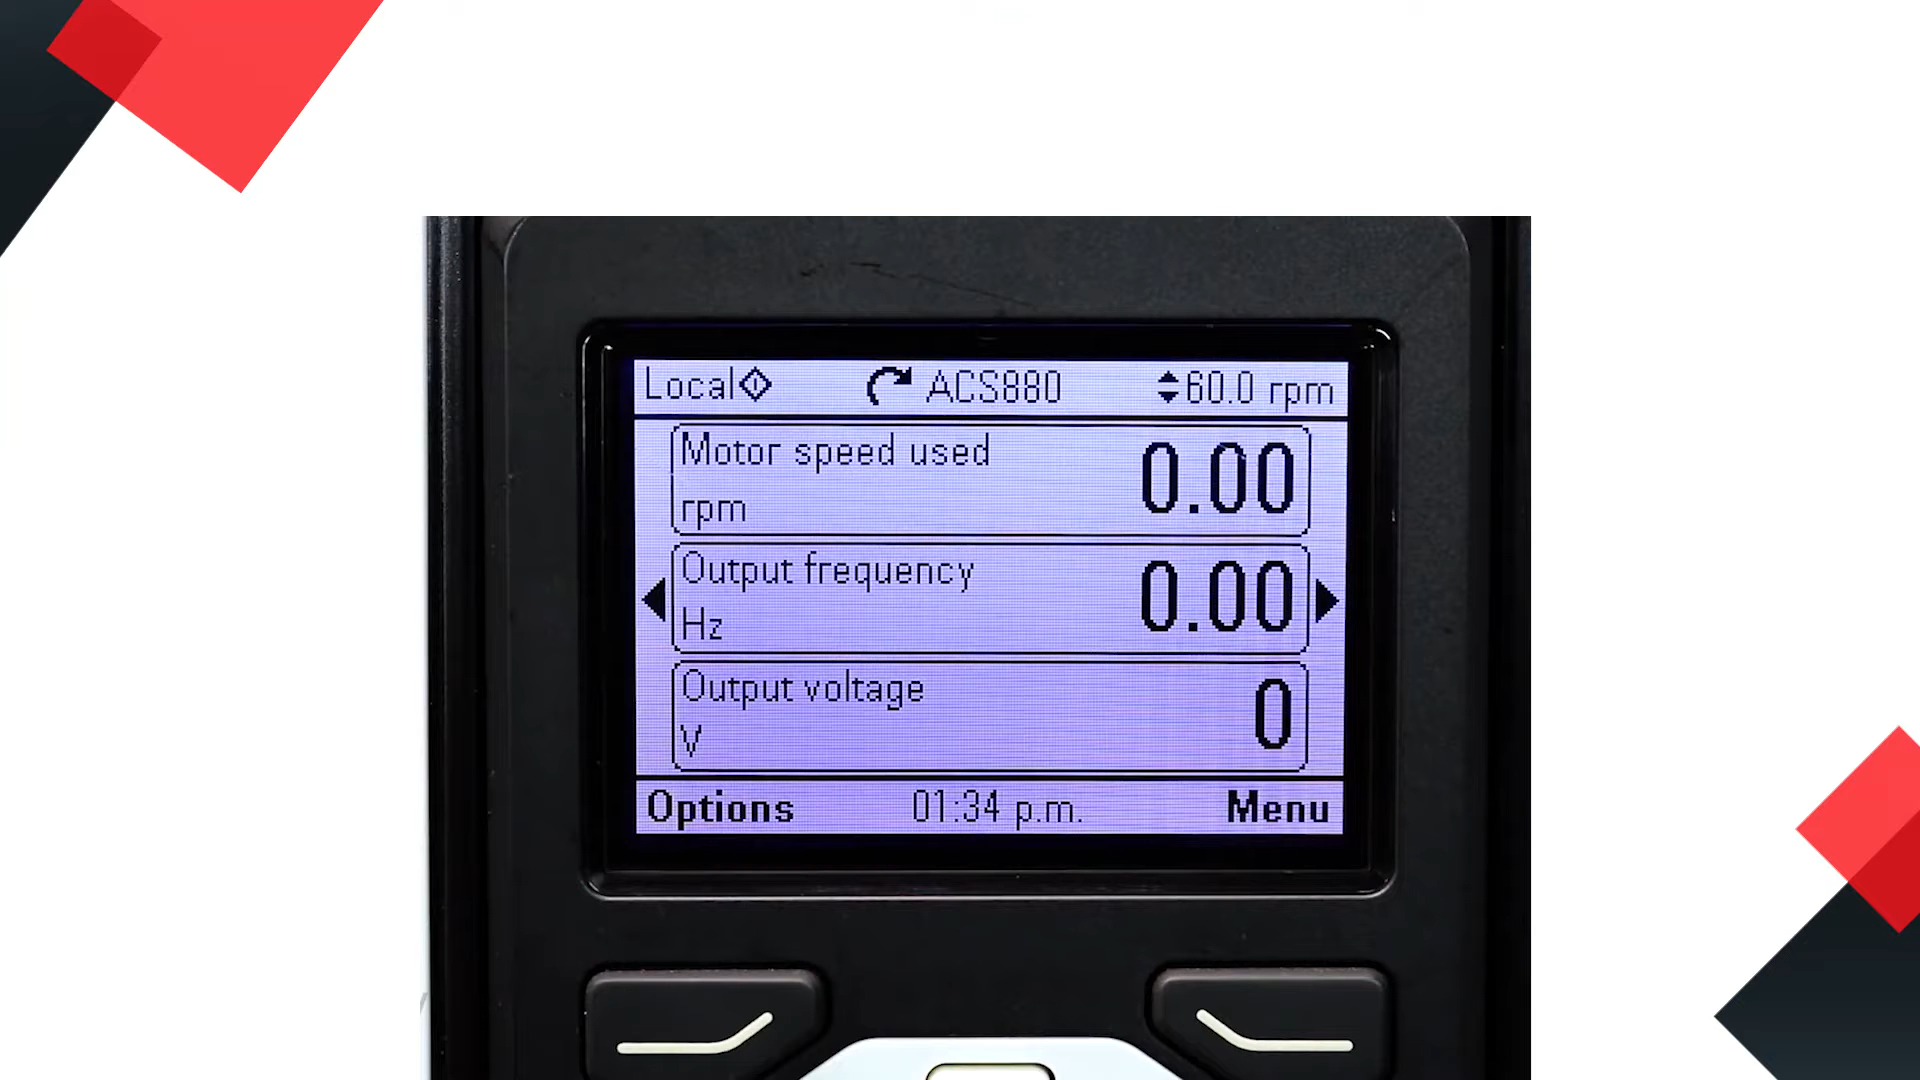 Local ACS880 60.0 rpm
Motor speed used 0.00
rpm
Output frequency 0.00
Hz
Output voltage 0
V
Options 01:34 p.m. Menu